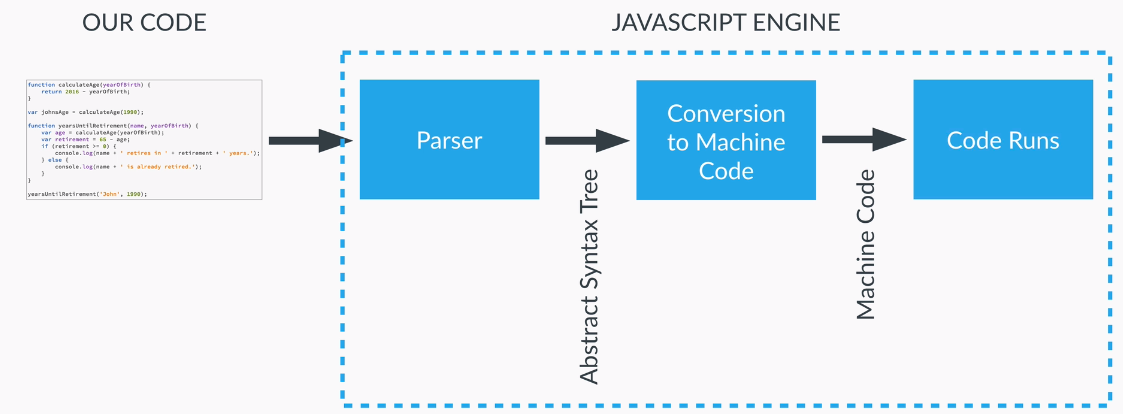 OUR CODE
JAVASCRIPT ENGINE
function calculateAge(yearOfBirth) {
return 2016 - yearOfBirth;
}
var johnsAge = calculateAge(1990);
function yearsUntilRetirement(name, yearOfBirth) {
var age = calculateAge(yearOfBirth);
var retirement = 65 - age;
if (retirement >= 0) {
console.log(name + ' retires in ' + retirement + ' years.');
} else {
console.log(name + ' is already retired.');
}
}
yearsUntilRetirement('John', 1990);
Parser
Abstract Syntax Tree
Conversion
to Machine
Code
Machine Code
Code Runs